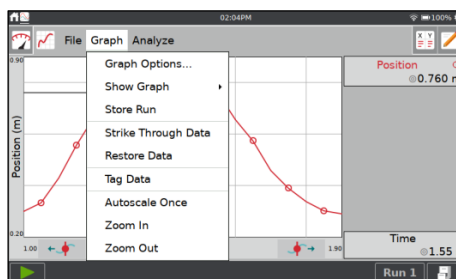 02:04PM
100%
File Graph Analyze
X Y
0.90
Graph Options...
Show Graph
Store Run
Strike Through Data
Restore Data
Tag Data
Autoscale Once
Zoom In
Zoom Out
Position (m)
0.20
1.00
1.90
Position
0.760 m
Time
1.55
Run 1